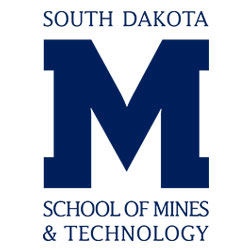 SOUTH DAKOTA
M
SCHOOL OF MINES
& TECHNOLOGY